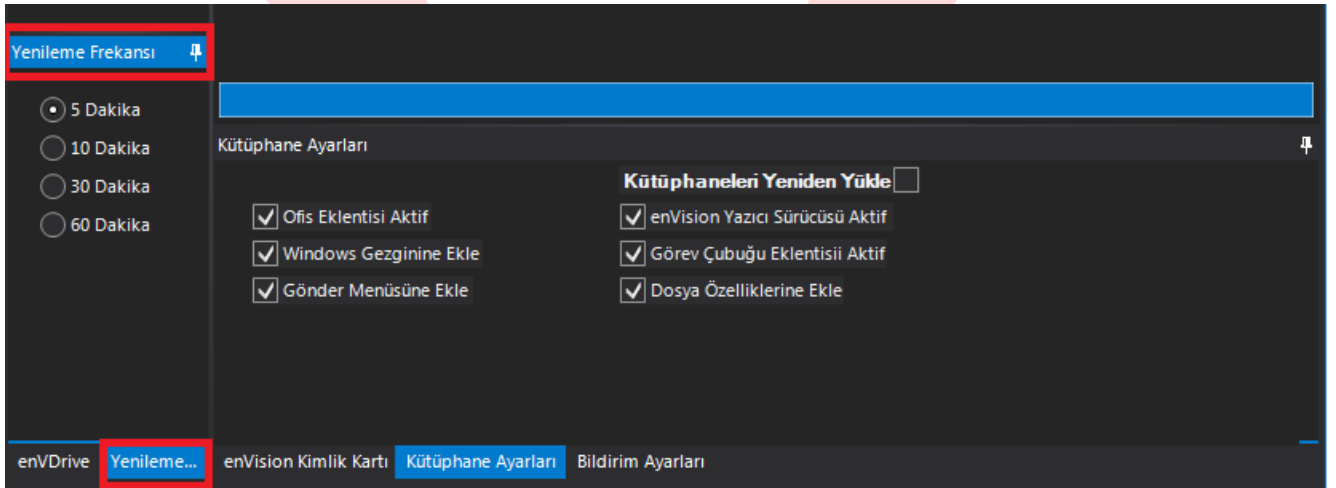 Yenileme Frekansı
5 Dakika
10 Dakika
30 Dakika
60 Dakika
Kütüphane Ayarları
Kütüphaneleri Yeniden Yükle
Ofis Eklentisi Aktif
enVision Yazıcı Sürücüsü Aktif
Windows Gezginine Ekle
Görev Çubuğu Eklentisii Aktif
Gönder Menüsüne Ekle
Dosya Özelliklerine Ekle
enVDrive Yenileme... enVision Kimlik Kartı Kütüphane Ayarları Bildirim Ayarları